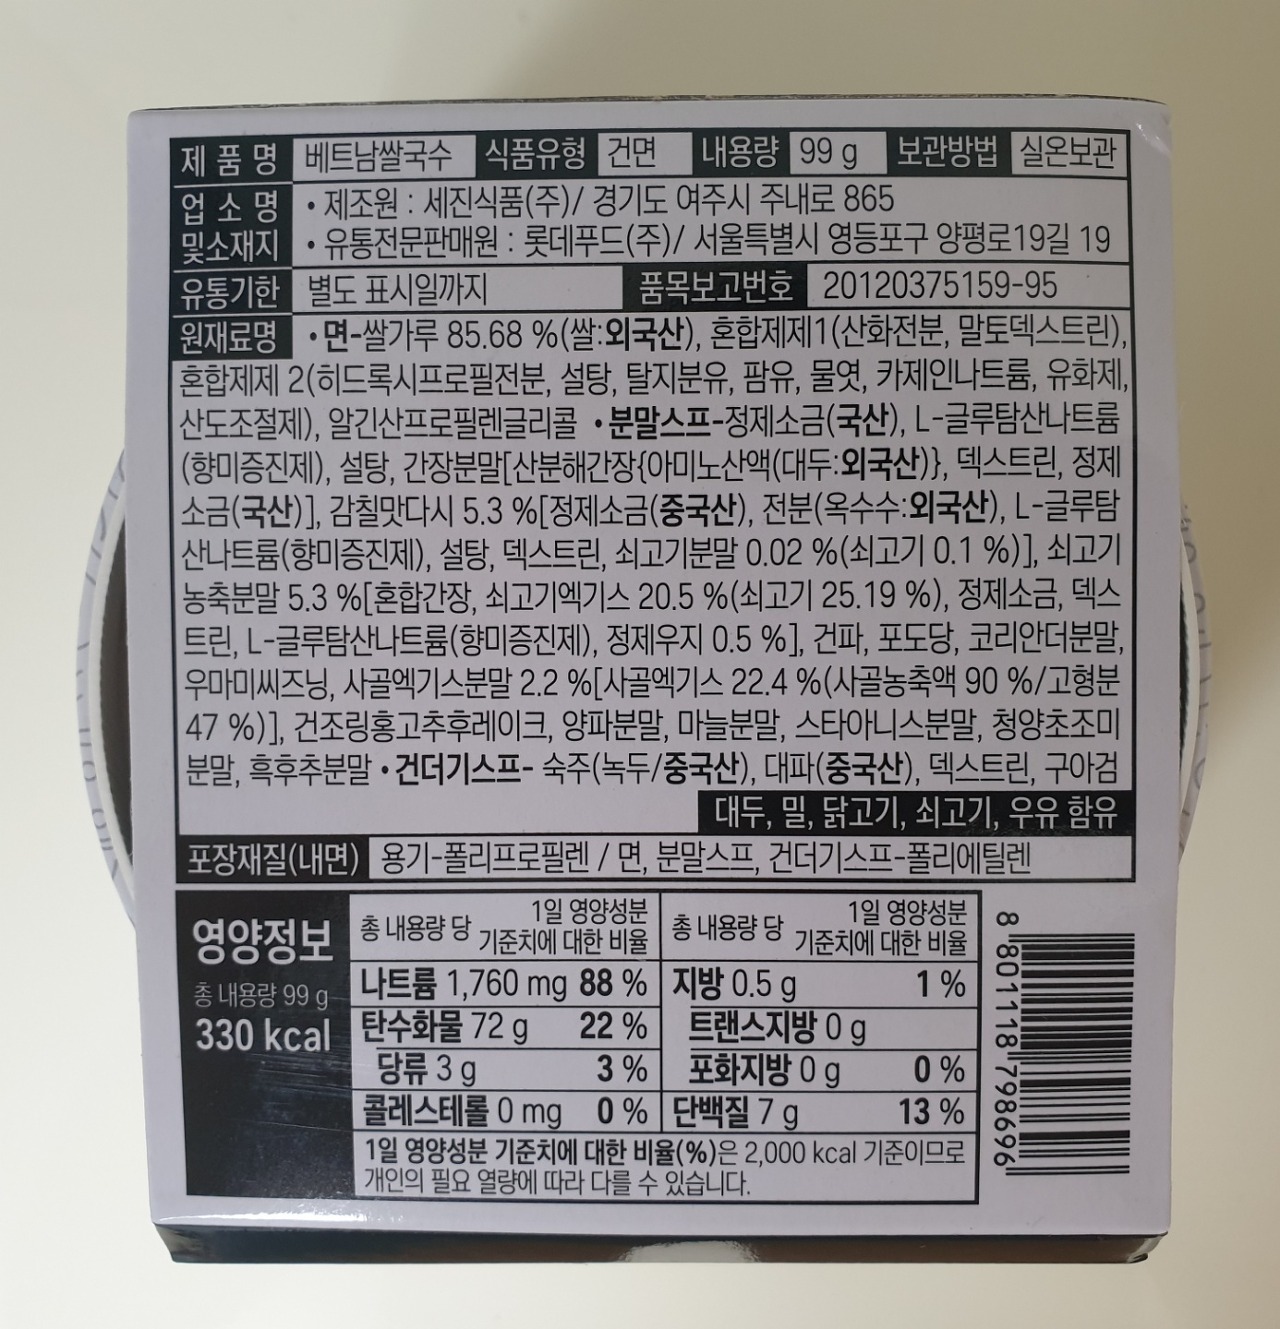 제품명 베트남쌀국수 식품유형 건면 내용량 99 g 보관방법 실온보관
업소명 • 제조원 : 세진식품(주)/ 경기도 여주시 주내로 865
및소재지 • 유통전문판매원 : 롯데푸드(주)/ 서울특별시 영등포구 양평로19길 19
유통기한 별도 표시일까지 품목보고번호 20120375159-95
원재료명 • 면-쌀가루 85.68 %(쌀:외국산), 혼합제제1(산화전분, 말토덱스트린),
혼합제제 2(히드록시프로필전분, 설탕, 탈지분유, 팜유, 물엿, 카제인나트륨, 유화제,
산도조절제), 알긴산프로필렌글리콜 • 분말스프-정제소금(국산), L-글루탐산나트륨
(향미증진제), 설탕, 간장분말[산분해간장{아미노산액(대두:외국산)}, 덱스트린, 정제
소금(국산)], 감칠맛다시 5.3 %[정제소금(중국산), 전분(옥수수:외국산), L-글루탐
산나트륨(향미증진제), 설탕, 덱스트린, 쇠고기분말 0.02 %(쇠고기 0.1 %)], 쇠고기
농축분말 5.3 %[혼합간장, 쇠고기엑기스 20.5 %(쇠고기 25.19 %), 정제소금, 덱스
트린, L-글루탐산나트륨(향미증진제), 정제우지 0.5 %], 건파, 포도당, 코리안더분말,
우마미씨즈닝, 사골엑기스분말 2.2 %[사골엑기스 22.4 %(사골농축액 90 %/고형분
47 %)], 건조링홍고추후레이크, 양파분말, 마늘분말, 스타아니스분말, 청양초조미
분말, 흑후추분말 • 건더기스프- 숙주(녹두/중국산), 대파(중국산), 덱스트린, 구아검
대두, 밀, 닭고기, 쇠고기, 우유 함유
포장재질(내면) 용기-폴리프로필렌 / 면, 분말스프, 건더기스프-폴리에틸렌
영양정보
총 내용량 99 g
330 kcal
총 내용량 당 1일 영양성분 기준치에 대한 비율 총 내용량 당 1일 영양성분 기준치에 대한 비율
나트륨 1,760 mg 88 % 지방 0.5 g 1 %
탄수화물 72 g 22 % 트랜스지방 0 g
당류 3 g 3 % 포화지방 0 g 0 %
콜레스테롤 0 mg 0 % 단백질 7 g 13 %
1일 영양성분 기준치에 대한 비율(%)은 2,000 kcal 기준이므로
개인의 필요 열량에 따라 다를 수 있습니다.
8 801118 798696